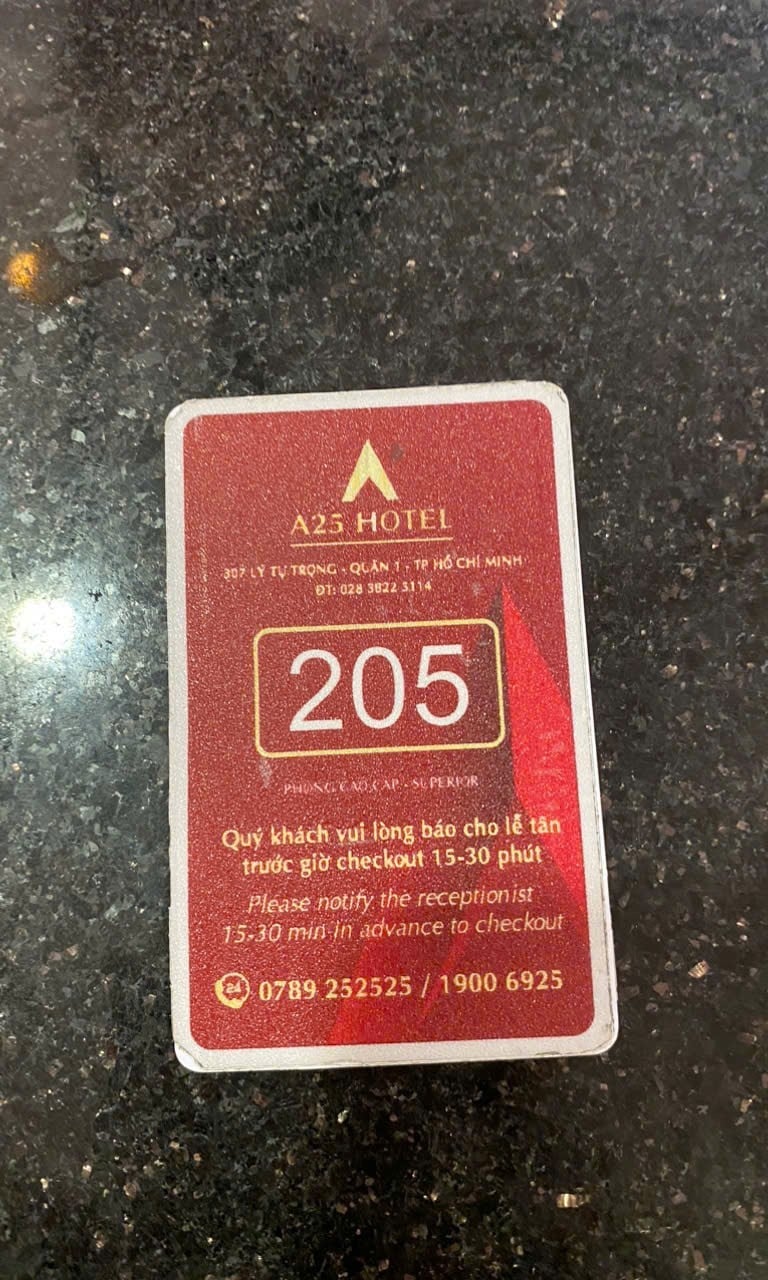 A25 HOTEL
307 LÝ TỰ TRỌNG - QUẬN 1 - TP HỒ CHÍ MINH
ĐT: 028 3822 5114
205
PHÒNG CAO CẤP - SUPERIOR
Quý khách vui lòng báo cho lễ tân
trước giờ checkout 15-30 phút
Please notify the receptionist
15-30 min in advance to checkout
24 0789 252525 / 1900 6925